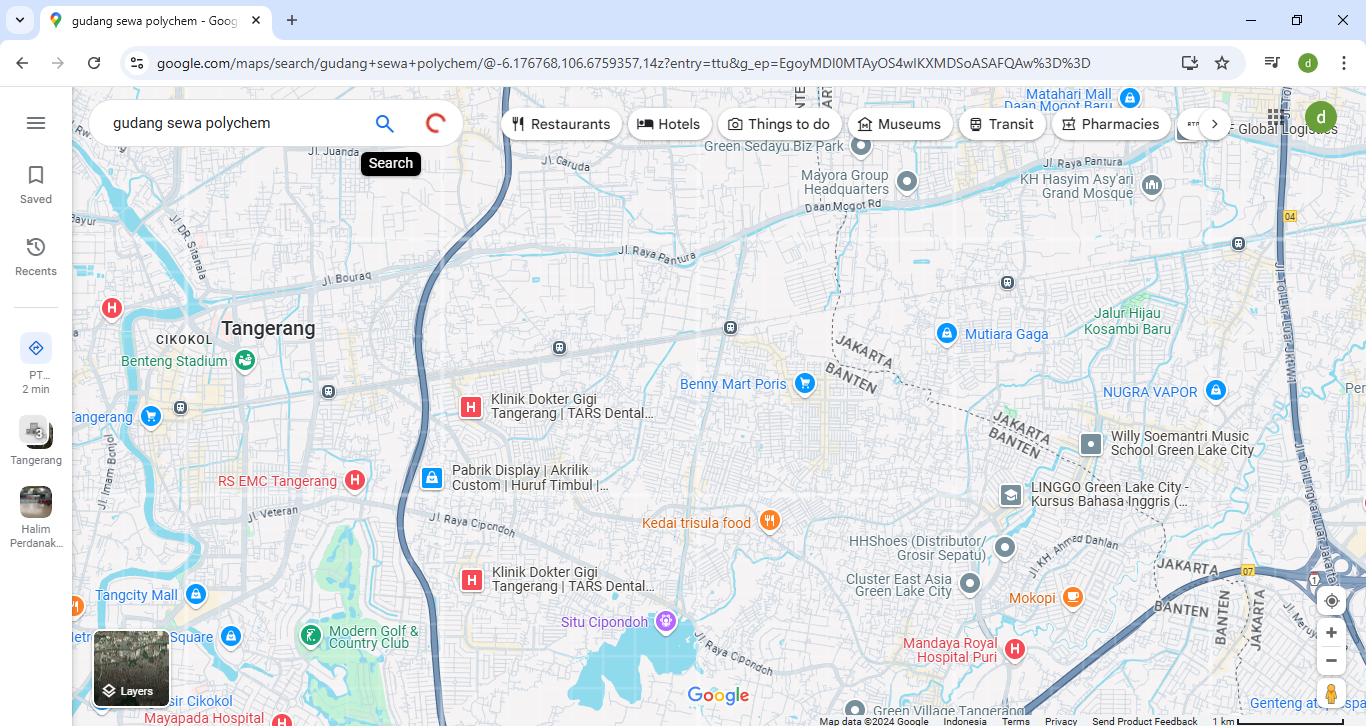 gudang sewa polychem - Goog
google.com/maps/search/gudang+sewa+polychem/@-6.176768,106.6759357,14z?entry=ttu&g_ep=EgoyMDI0MTAyOS4wIKXMDSoASAFQAw%3D%3D
d
gudang sewa polychem
Search
Restaurants
Hotels
Things to do
Museums
Transit
Pharmacies
d
Saved
Recents
PT...
2 min
3
Tangerang
Halim
Perdanak...
Matahari Mall
Daan Mogot Baru
Global Logistics
BANTEN
Green Sedayu Biz Park
Mayora Group
Headquarters
Jl. Raya Pantura
KH Hasyim Asy'ari
Grand Mosque
Daan Mogot Rd
04
Jl. Juanda
Jl. Garuda
Bayur
Jl. DR. Sitanala
Jl. Bouraq
Jl. Raya Pantura
Jalur Hijau
Kosambi Baru
Tangerang
CIKOKOL
Benteng Stadium
Mutiara Gaga
JAKARTA
BANTEN
Benny Mart Poris
NUGRA VAPOR
Klinik Dokter Gigi
Tangerang | TARS Dental...
Tangerang
JAKARTA
BANTEN
Willy Soemantri Music
School Green Lake City
Jl. Imam Bonjol
RS EMC Tangerang
Pabrik Display | Akrilik
Custom | Huruf Timbul |...
LINGGO Green Lake City -
Kursus Bahasa Inggris (...
Jl. Veteran
Jl. Raya Cipondoh
Kedai trisula food
HHShoes (Distributor/
Grosir Sepatu)
Jl. KH Ahmad Dahlan
JAKARTA
BANTEN
07
1
Klinik Dokter Gigi
Tangerang | TARS Dental...
Cluster East Asia
Green Lake City
Mokopi
BANTEN
JAKARTA
Tangcity Mall
Square
Modern Golf &
Country Club
Situ Cipondoh
Jl. Raya Cipondoh
Mandaya Royal
Hospital Puri
Layers
Cikokol
Mayapada Hospital
Google
Green Village Tangerang
Map data ©2024 Google
Indonesia
Terms
Privacy
Send Product Feedback
1 km